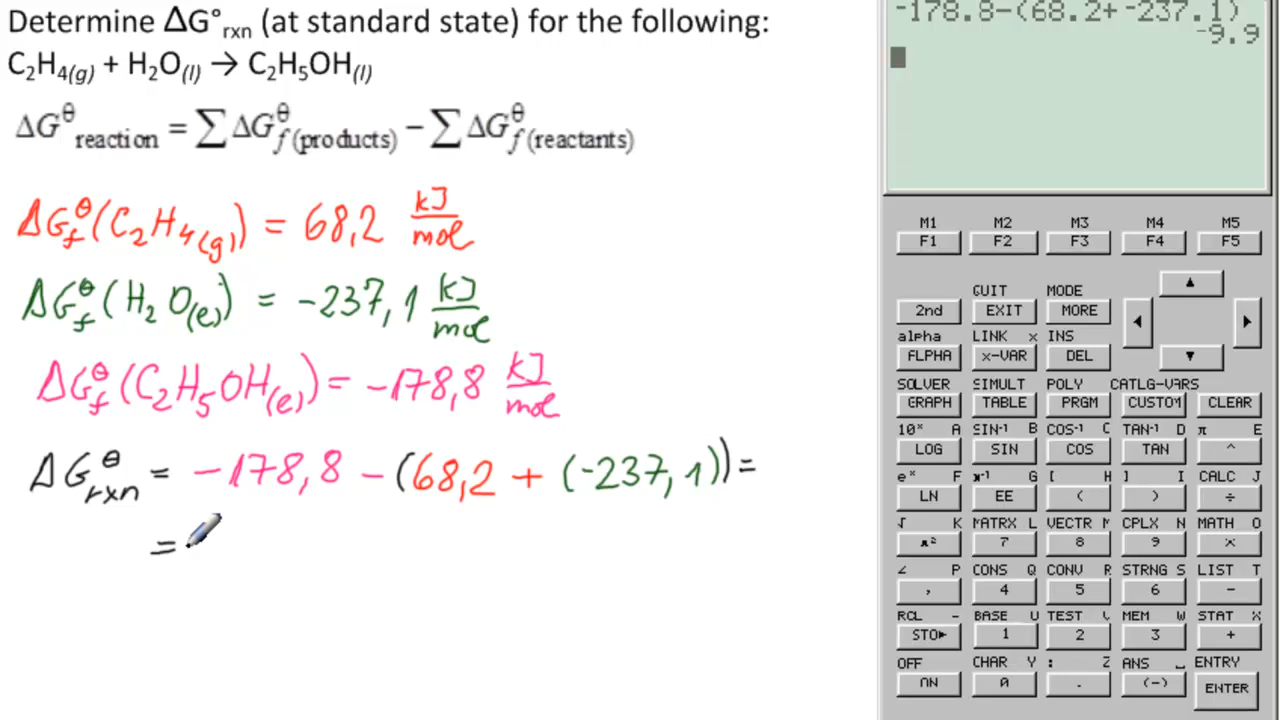 Determine ΔG°rxn (at standard state) for the following:
C₂H₄(g) + H₂O(l) → C₂H₅OH(l)
ΔG^θ reaction = ∑ΔG^θ f(products) − ∑ΔG^θ f(reactants)
ΔG_f^θ(C₂H₄(g)) = 68,2 kJ/mol
ΔG_f^θ(H₂O(e)) = -237,1 kJ/mol
ΔG_f^θ(C₂H₅OH(e)) = -178,8 kJ/mol
ΔG^θ rxn = -178,8 - (68,2 + (-237,1)) =
=
-178.8-(68.2+-237.1)
-9.9
M1 M2 M3 M4 M5
F1 F2 F3 F4 F5
QUIT MODE
2nd EXIT MORE
alpha LINK x INS
ALPHA x-VAR DEL
SOLVER SIMULT POLY CATLG-VARS
GRAPH TABLE PRGM CUSTOM CLEAR
10ˣ A SIN⁻¹ B COS⁻¹ C TAN⁻¹ D π E
LOG SIN COS TAN ^
eˣ F x⁻¹ G [ H ] I CALC J
LN EE ( ) ÷
√ K MATRX L VECTR M CPLX N MATH O
x² 7 8 9 ×
∠ P CONS Q CONV R STRNG S LIST T
, 4 5 6 -
RCL = BASE U TEST V MEM W STAT X
STO▶ 1 2 3 +
OFF CHAR Y : Z ANS ␣ ENTRY
ON 0 . (-) ENTER